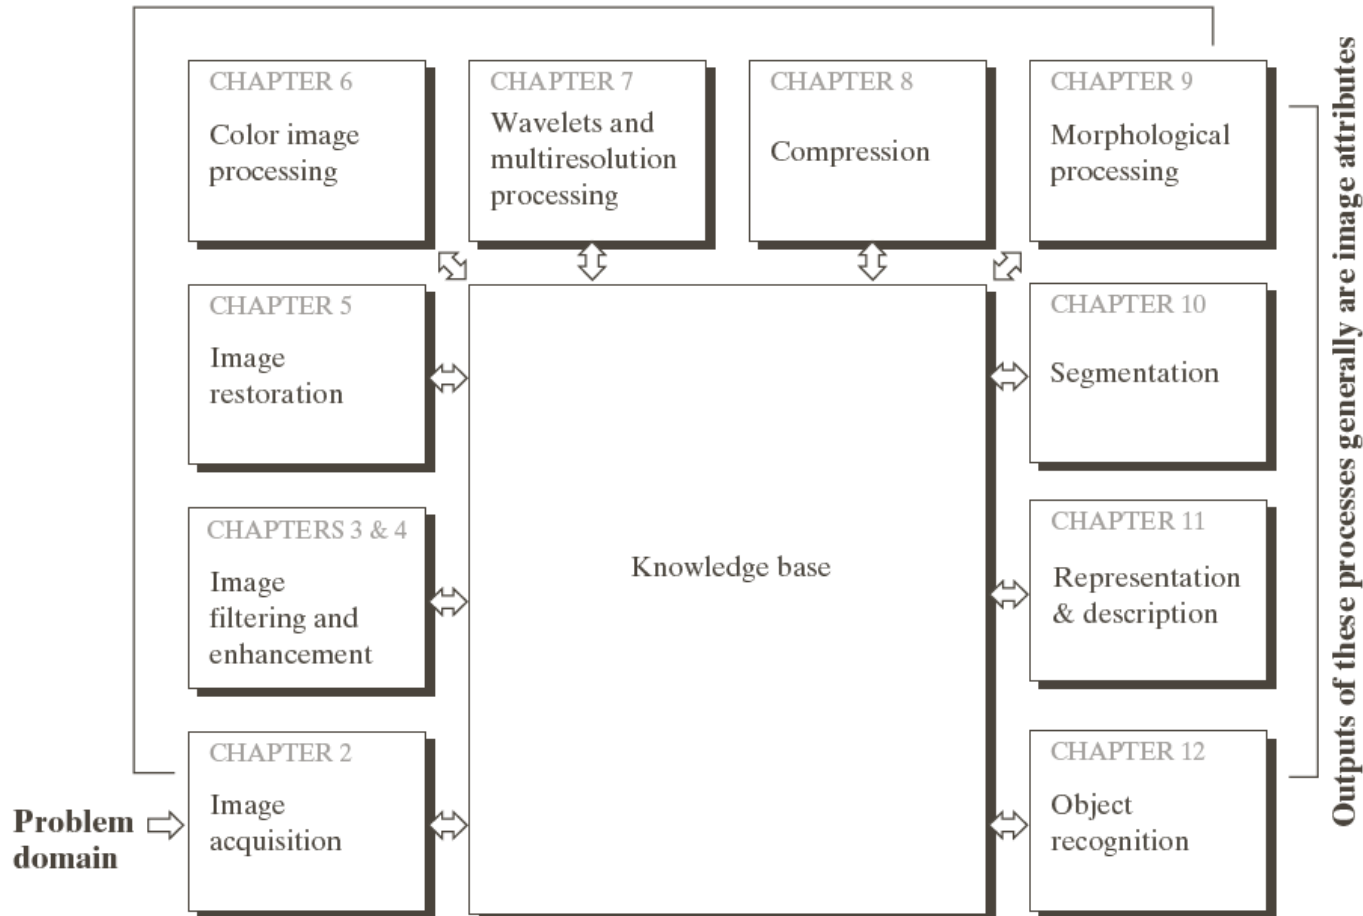 CHAPTER 6
Color image
processing
CHAPTER 7
Wavelets and
multiresolution
processing
CHAPTER 8
Compression
CHAPTER 9
Morphological
processing
CHAPTER 5
Image
restoration
CHAPTER 10
Segmentation
CHAPTERS 3 & 4
Image
filtering and
enhancement
Knowledge base
CHAPTER 11
Representation
& description
CHAPTER 2
Image
acquisition
CHAPTER 12
Object
recognition
Problem
domain
Outputs of these processes generally are image attributes